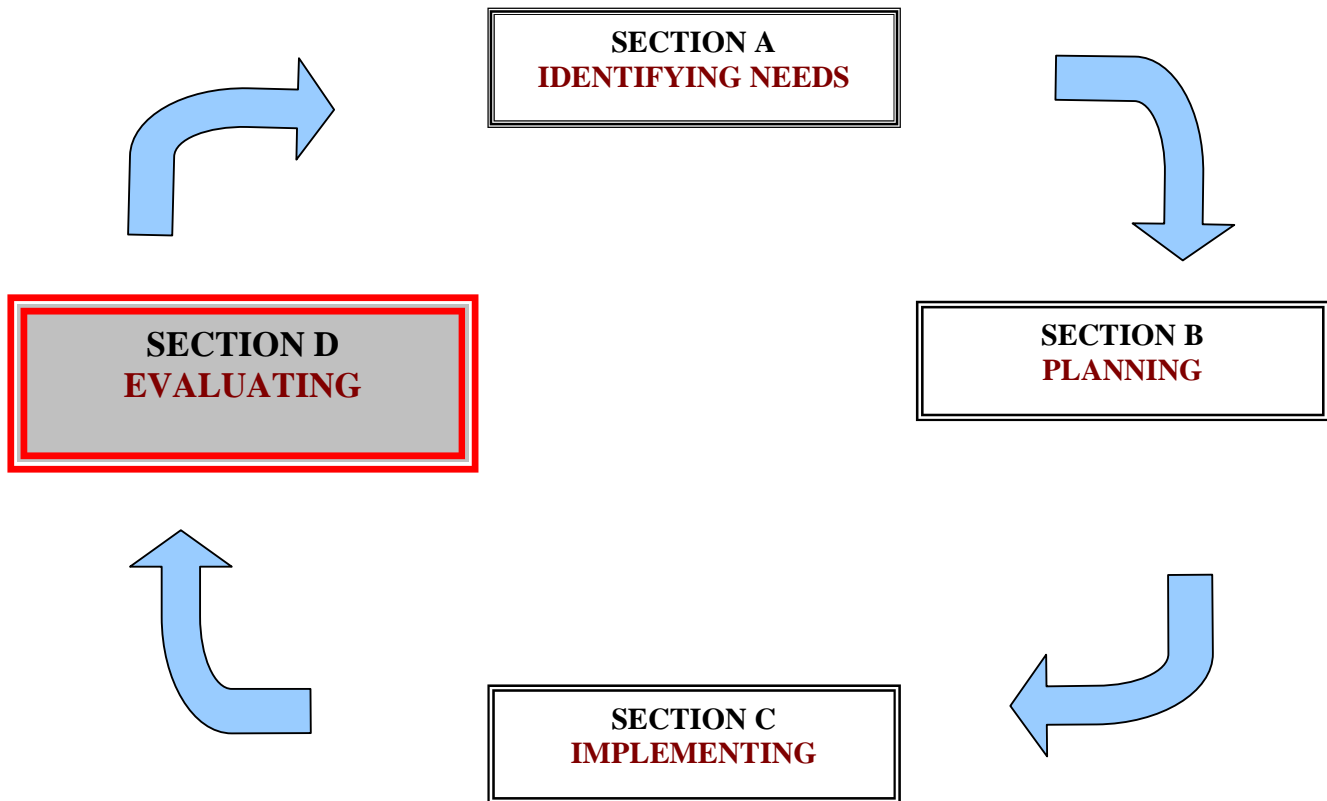 SECTION A
IDENTIFYING NEEDS
SECTION D
EVALUATING
SECTION B
PLANNING
SECTION C
IMPLEMENTING